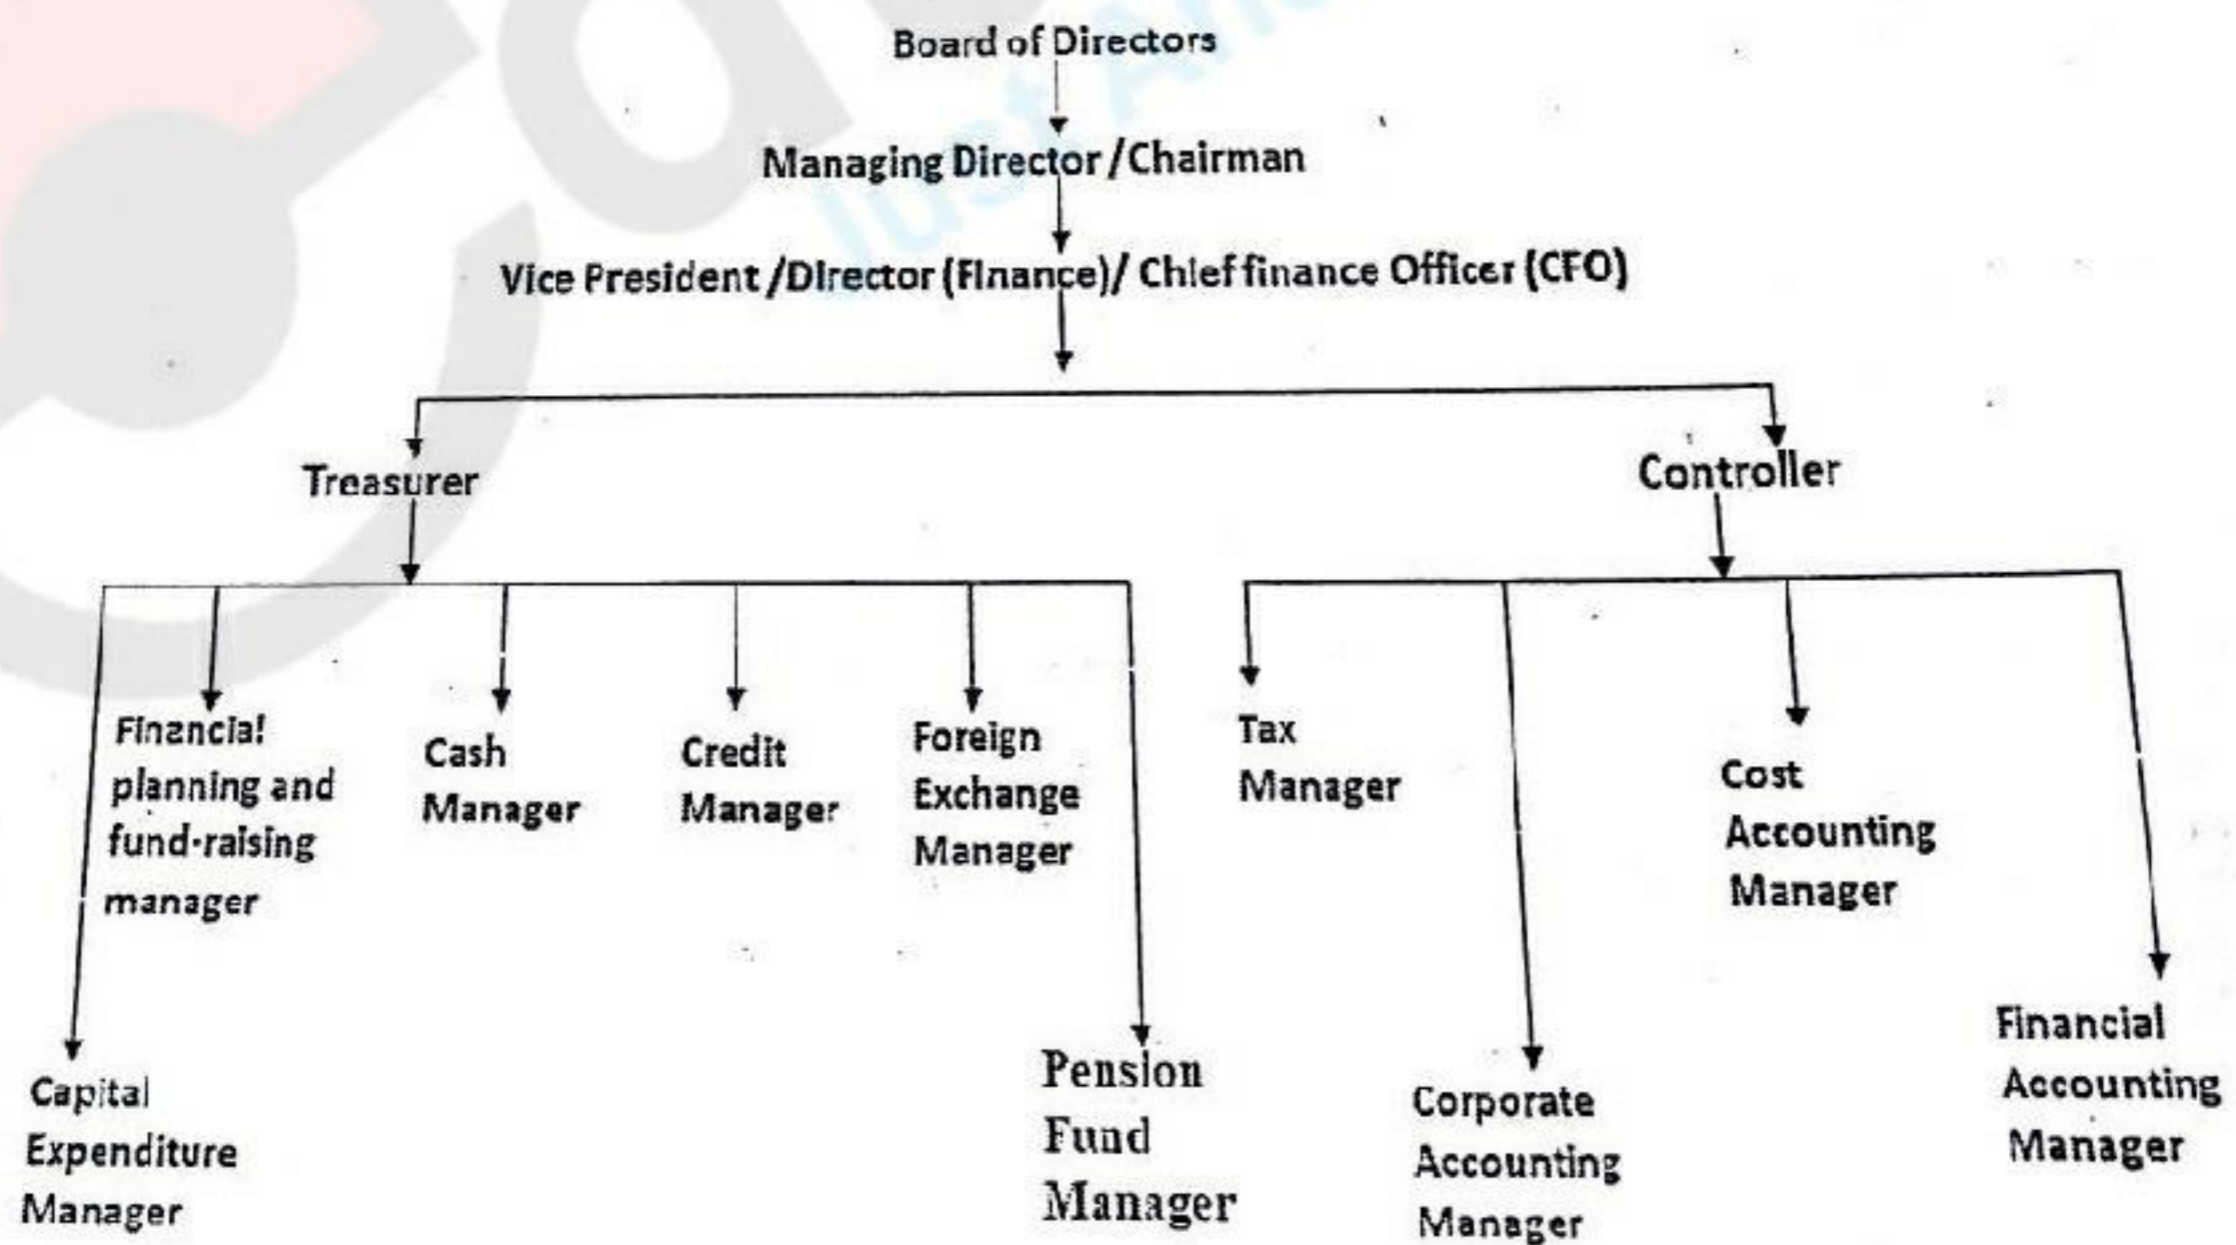 Board of Directors
Managing Director / Chairman
Vice President / Director (Finance) / Chief finance Officer (CFO)
Treasurer
Controller
Financial
planning and
fund-raising
manager
Cash
Manager
Credit
Manager
Foreign
Exchange
Manager
Tax
Manager
Cost
Accounting
Manager
Capital
Expenditure
Manager
Pension
Fund
Manager
Corporate
Accounting
Manager
Financial
Accounting
Manager
Just